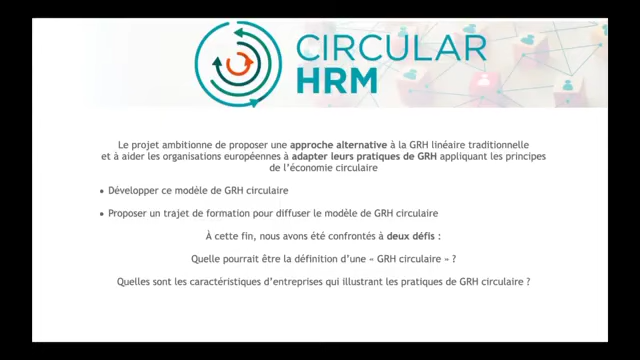 CIRCULAR
HRM
Le projet ambitionne de proposer une approche alternative à la GRH linéaire traditionnelle
et à aider les organisations européennes à adapter leurs pratiques de GRH appliquant les principes
de l'économie circulaire
• Développer ce modèle de GRH circulaire
• Proposer un trajet de formation pour diffuser le modèle de GRH circulaire
À cette fin, nous avons été confrontés à deux défis :
Quelle pourrait être la définition d'une « GRH circulaire » ?
Quelles sont les caractéristiques d'entreprises qui illustrant les pratiques de GRH circulaire ?